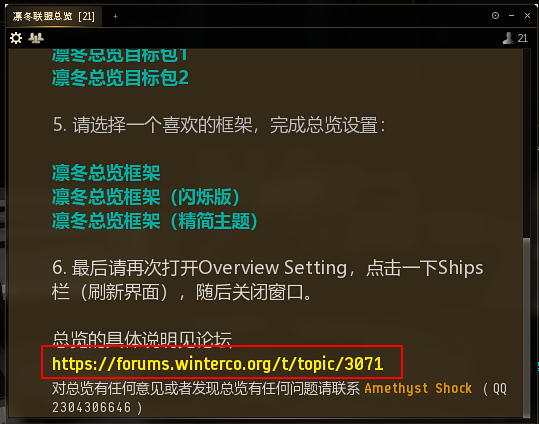 凛冬联盟总览 [21]
21
凛冬总览目标包1
凛冬总览目标包2
5. 请选择一个喜欢的框架，完成总览设置：
凛冬总览框架
凛冬总览框架（闪烁版）
凛冬总览框架（精简主题）
6. 最后请再次打开Overview Setting，点击一下Ships
栏（刷新界面），随后关闭窗口。
总览的具体说明见论坛
https://forums.winterco.org/t/topic/3071
对总览有任何意见或者发现总览有任何问题请联系 Amethyst Shock （ QQ
2304306646 ）